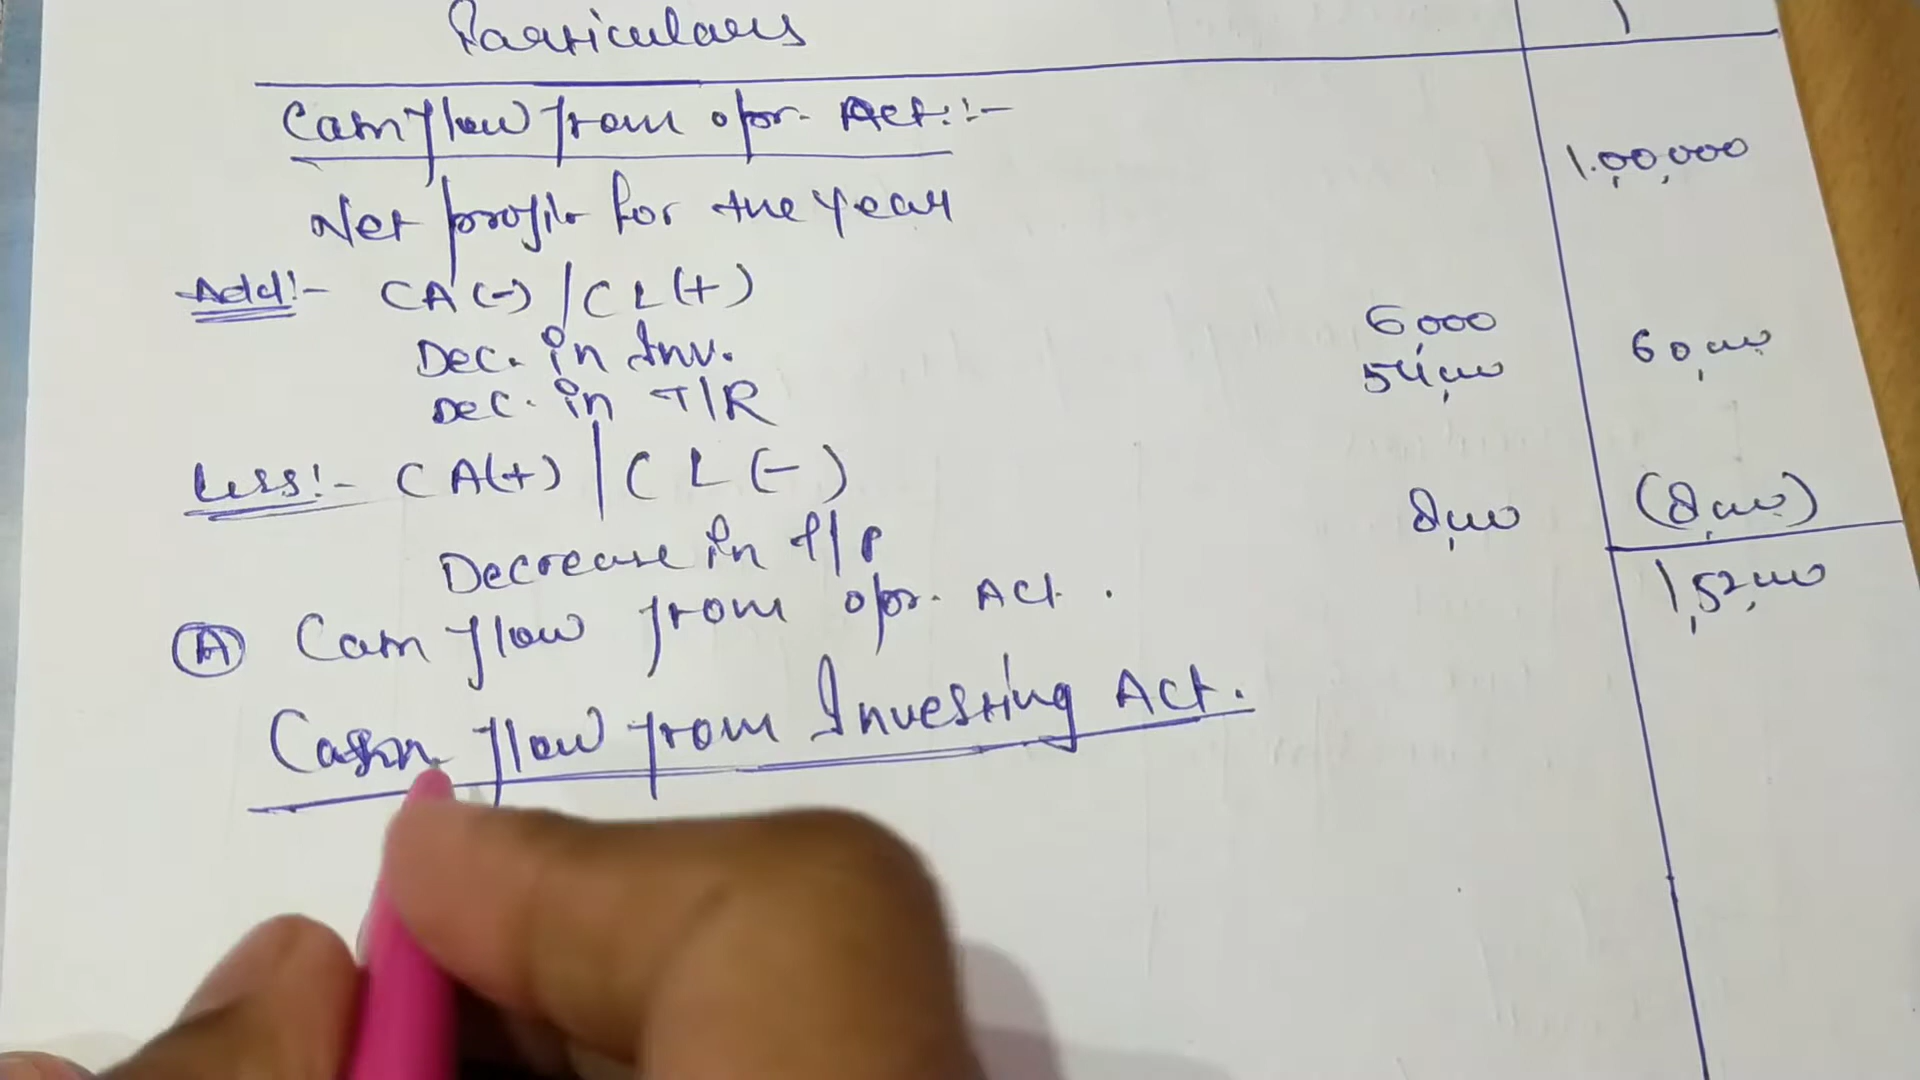 Particulars
Cash flow from opr. Act.:-
1,00,000
Net profit for the year
Add:- CA(-) / CL(+)
Dec. in Inv. 6,000
60,000
Dec. in T/R 54,000
Less:- CA(+) / CL(-)
Decrease in T/P 8,000 (8,000)
(A) Cash flow from opr. Act. 1,52,000
Cash flow from Investing Act.